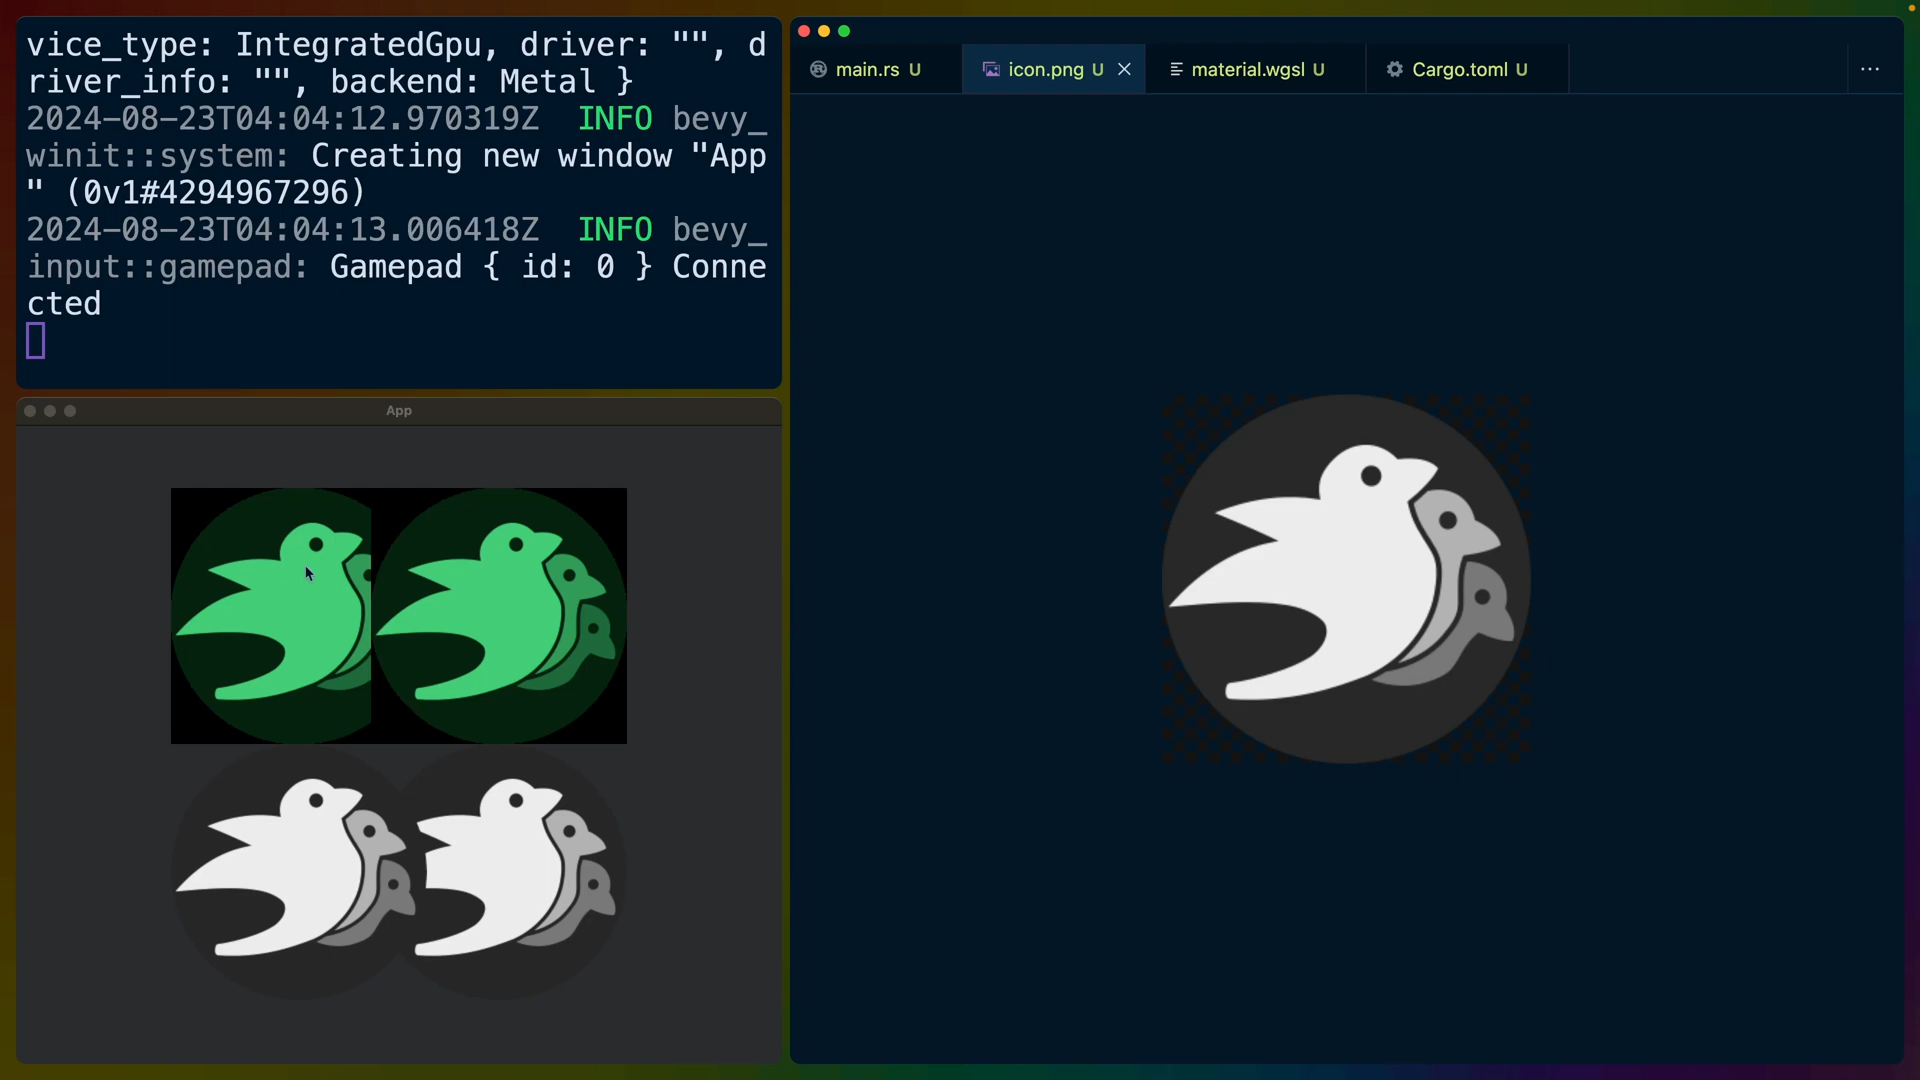 vice_type: IntegratedGpu, driver: "", d
river_info: "", backend: Metal }
2024-08-23T04:04:12.970319Z  INFO bevy_
winit::system: Creating new window "App
" (0v1#4294967296)
2024-08-23T04:04:13.006418Z  INFO bevy_
input::gamepad: Gamepad { id: 0 } Conne
cted
App
main.rs U
icon.png U
material.wgsl U
Cargo.toml U